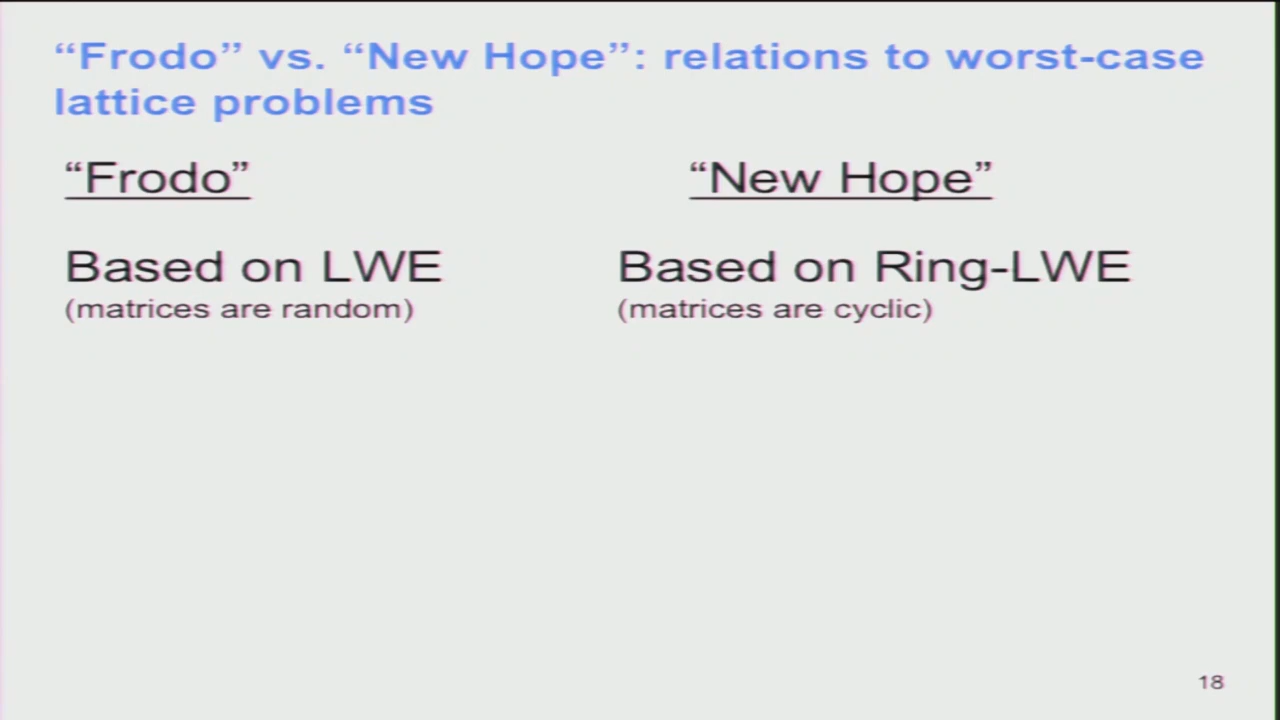 “Frodo” vs. “New Hope”: relations to worst-case
lattice problems
“Frodo”
“New Hope”
Based on LWE
(matrices are random)
Based on Ring-LWE
(matrices are cyclic)
18